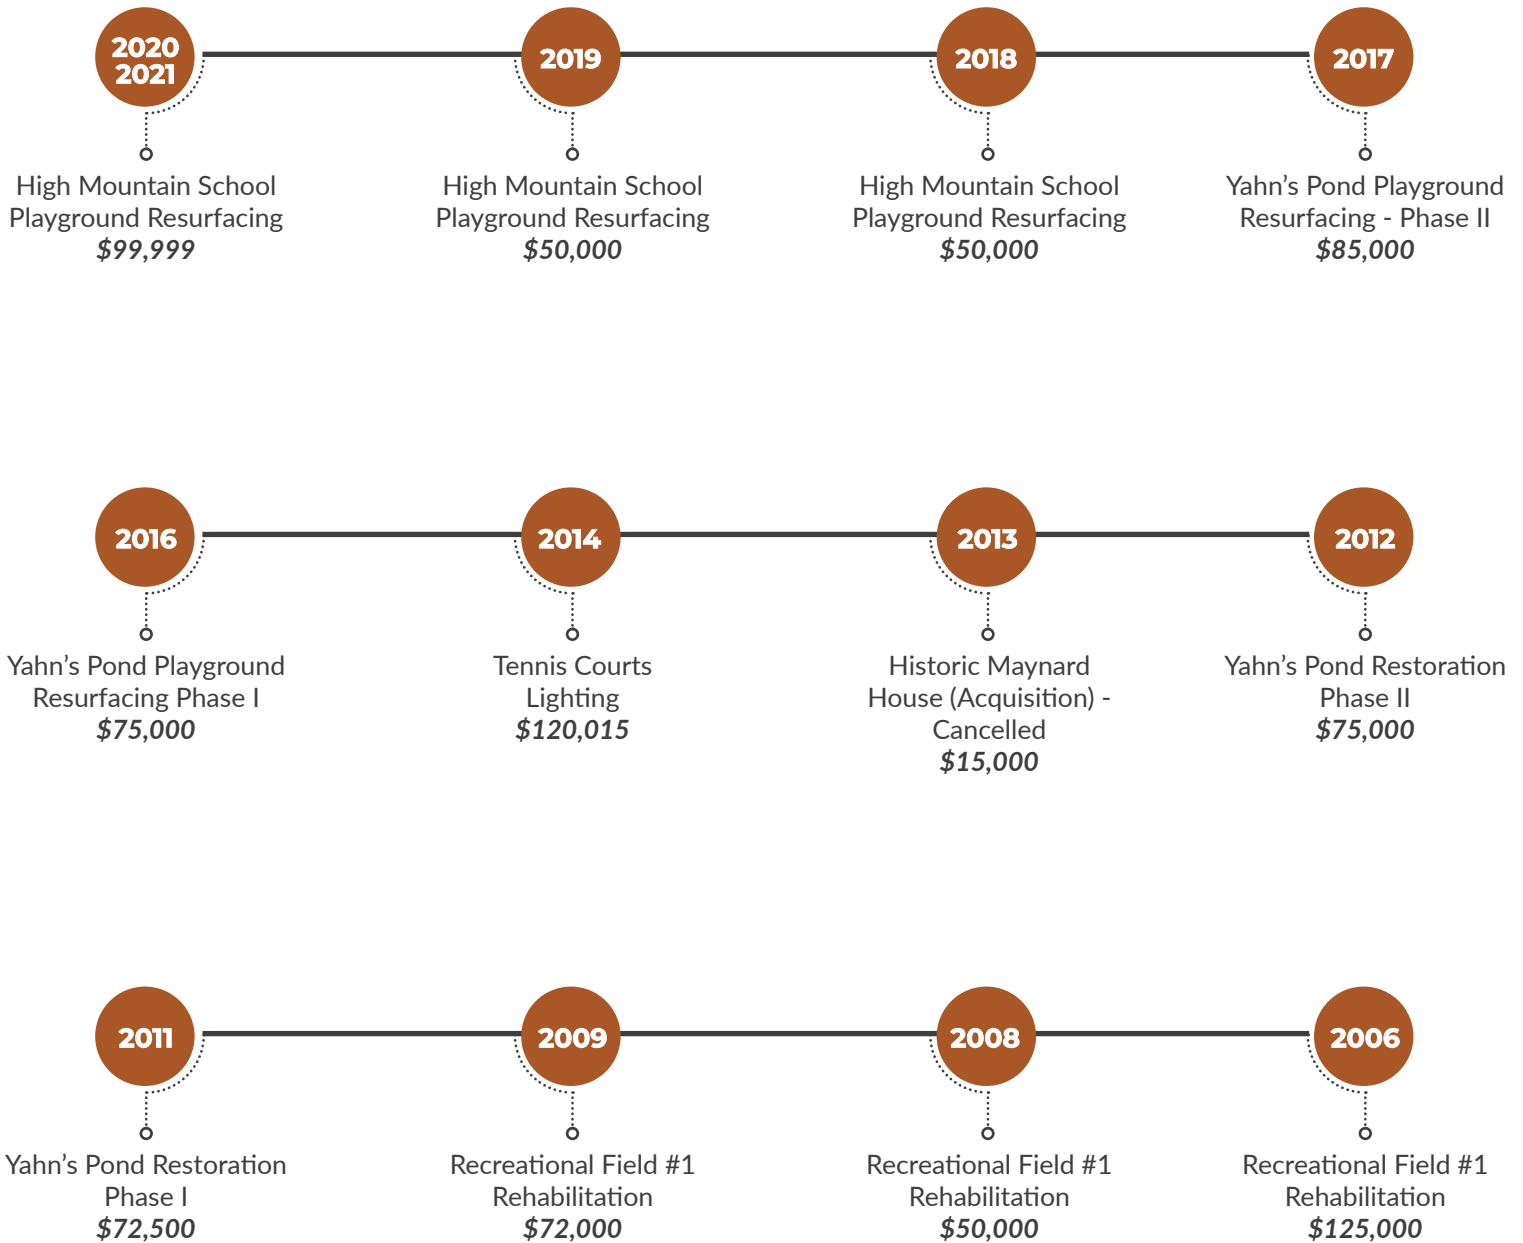 2020
2021
High Mountain School
Playground Resurfacing
$99,999
2019
High Mountain School
Playground Resurfacing
$50,000
2018
High Mountain School
Playground Resurfacing
$50,000
2017
Yahn’s Pond Playground
Resurfacing - Phase II
$85,000
2016
Yahn’s Pond Playground
Resurfacing Phase I
$75,000
2014
Tennis Courts
Lighting
$120,015
2013
Historic Maynard
House (Acquisition) -
Cancelled
$15,000
2012
Yahn’s Pond Restoration
Phase II
$75,000
2011
Yahn’s Pond Restoration
Phase I
$72,500
2009
Recreational Field #1
Rehabilitation
$72,000
2008
Recreational Field #1
Rehabilitation
$50,000
2006
Recreational Field #1
Rehabilitation
$125,000